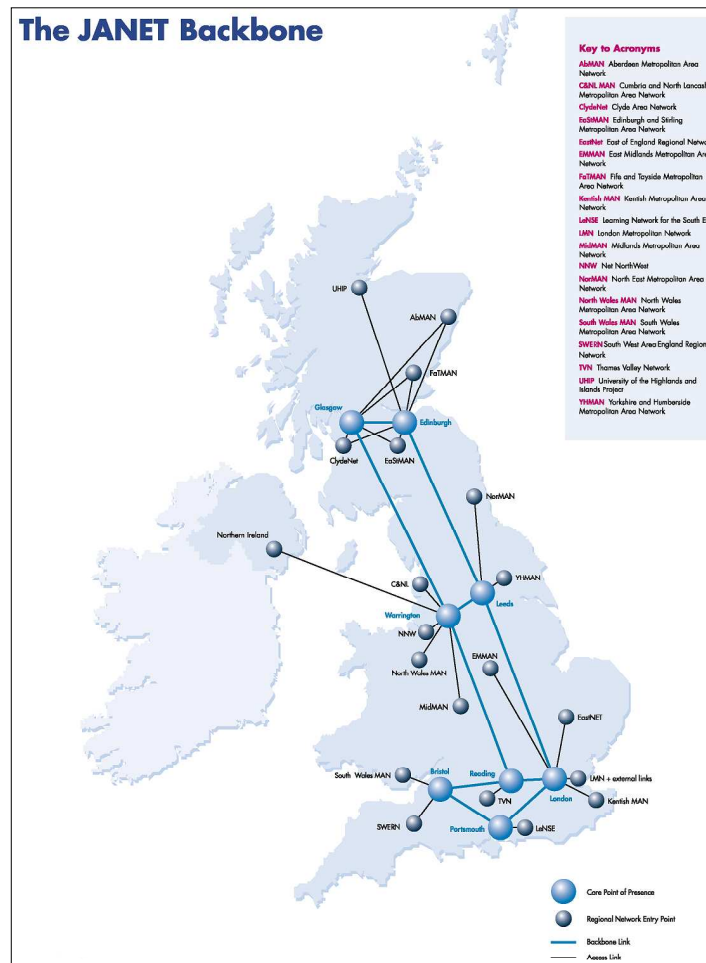 The JANET Backbone
Key to Acronyms
AbMAN Aberdeen Metropolitan Area
Network
C&NL MAN Cumbria and North Lancash
Metropolitan Area Network
ClydeNet Clyde Area Network
EaStMAN Edinburgh and Stirling
Metropolitan Area Network
EastNet East of England Regional Netwo
EMMAN East Midlands Metropolitan Are
Network
FaTMAN Fife and Tayside Metropolitan
Area Network
Kentish MAN Kentish Metropolitan Area
Network
LeNSE Learning Network for the South E
LMN London Metropolitan Network
MidMAN Midlands Metropolitan Area
Network
NNW Net NorthWest
NorMAN North East Metropolitan Area
Network
North Wales MAN North Wales
Metropolitan Area Network
South Wales MAN South Wales
Metropolitan Area Network
SWERN South West Area England Region
Network
TVN Thames Valley Network
UHIP University of the Highlands and
Islands Project
YHMAN Yorkshire and Humberside
Metropolitan Area Network
UHIP
AbMAN
FaTMAN
Glasgow
Edinburgh
ClydeNet
EaStMAN
NorMAN
Northern Ireland
YHMAN
C&NL
Leeds
Warrington
NNW
EMMAN
North Wales MAN
MidMAN
EastNET
South Wales MAN
Bristol
Reading
LMN + external links
London
TVN
Kentish MAN
SWERN
Portsmouth
LeNSE
Core Point of Presence
Regional Network Entry Point
Backbone Link
Access Link